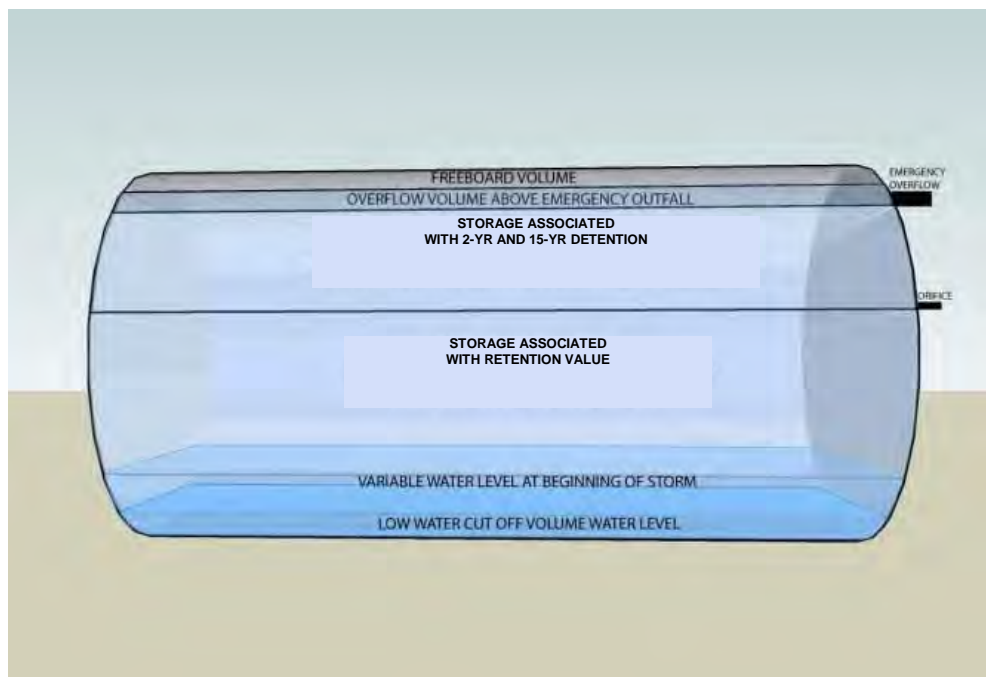 FREEBOARD VOLUME
EMERGENCY
OVERFLOW
OVERFLOW VOLUME ABOVE EMERGENCY OUTFALL
STORAGE ASSOCIATED
WITH 2-YR AND 15-YR DETENTION
ORIFICE
STORAGE ASSOCIATED
WITH RETENTION VALUE
VARIABLE WATER LEVEL AT BEGINNING OF STORM
LOW WATER CUT OFF VOLUME WATER LEVEL